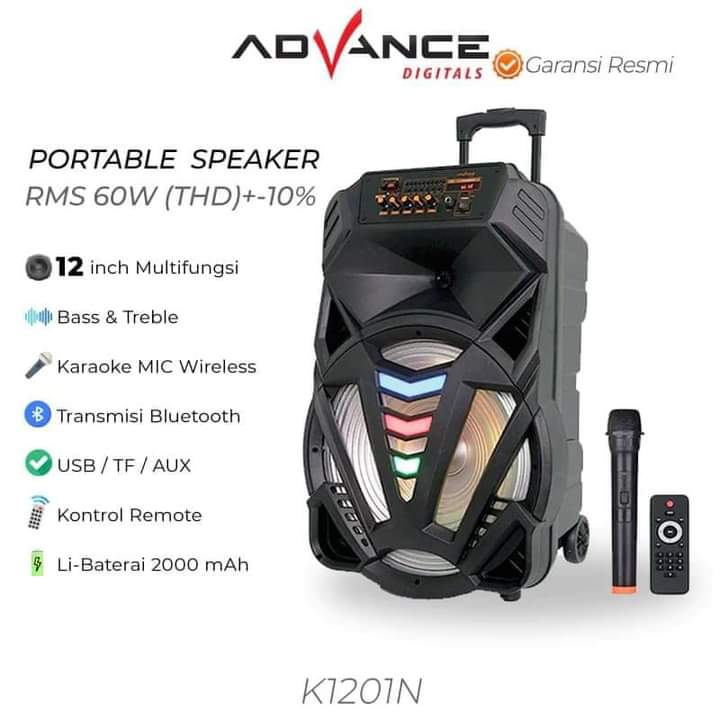 ADVANCE
DIGITALS
Garansi Resmi
PORTABLE SPEAKER
RMS 60W (THD)+-10%
12 inch Multifungsi
Bass & Treble
Karaoke MIC Wireless
Transmisi Bluetooth
USB / TF / AUX
Kontrol Remote
Li-Baterai 2000 mAh
K1201N